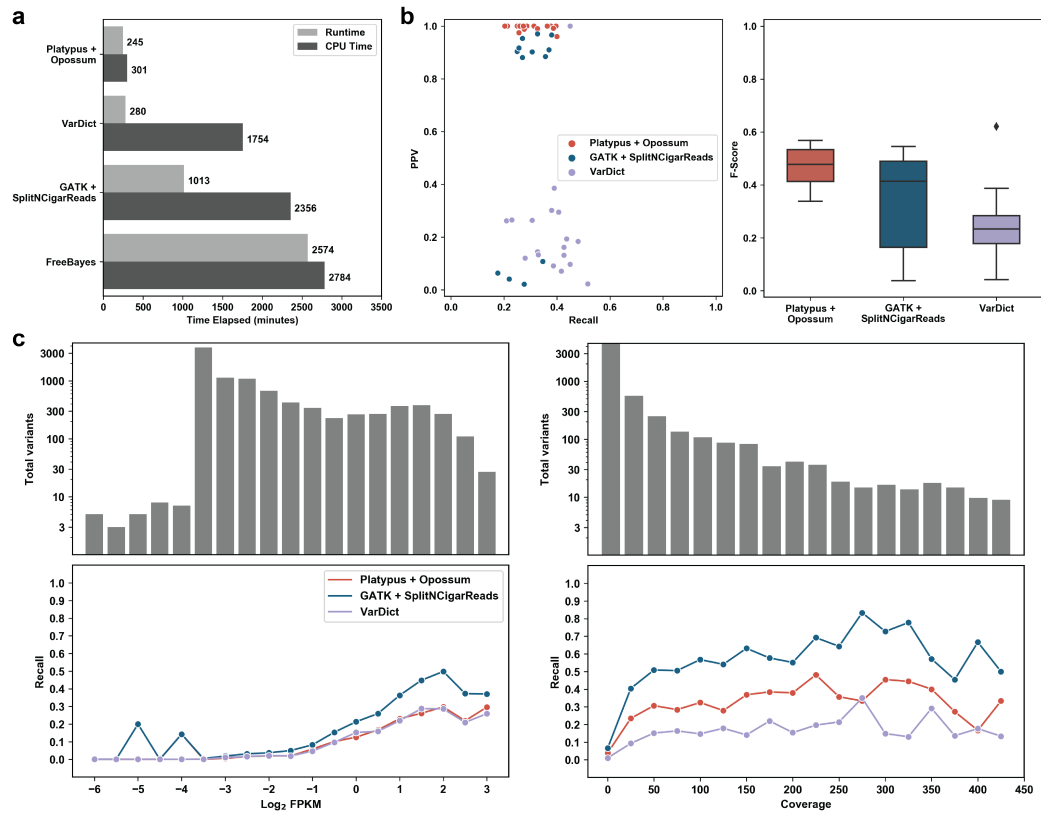 a
Platypus +
Opossum
VarDict
GATK +
SplitNCigarReads
FreeBayes
245
301
280
1754
1013
2356
2574
2784
Runtime
CPU Time
0 500 1000 1500 2000 2500 3000 3500
Time Elapsed (minutes)
b
PPV
1.0
0.8
0.6
0.4
0.2
0.0
Platypus + Opossum
GATK + SplitNCigarReads
VarDict
0.0 0.2 0.4 0.6 0.8 1.0
Recall
F-Score
1.0
0.8
0.6
0.4
0.2
0.0
Platypus +
Opossum
GATK +
SplitNCigarReads
VarDict
c
Total variants
3000
1000
300
100
30
10
3
Total variants
3000
1000
300
100
30
10
3
Recall
1.0
0.9
0.8
0.7
0.6
0.5
0.4
0.3
0.2
0.1
0.0
Platypus + Opossum
GATK + SplitNCigarReads
VarDict
−6 −5 −4 −3 −2 −1 0 1 2 3
Log₂ FPKM
Recall
1.0
0.9
0.8
0.7
0.6
0.5
0.4
0.3
0.2
0.1
0.0
0 50 100 150 200 250 300 350 400 450
Coverage